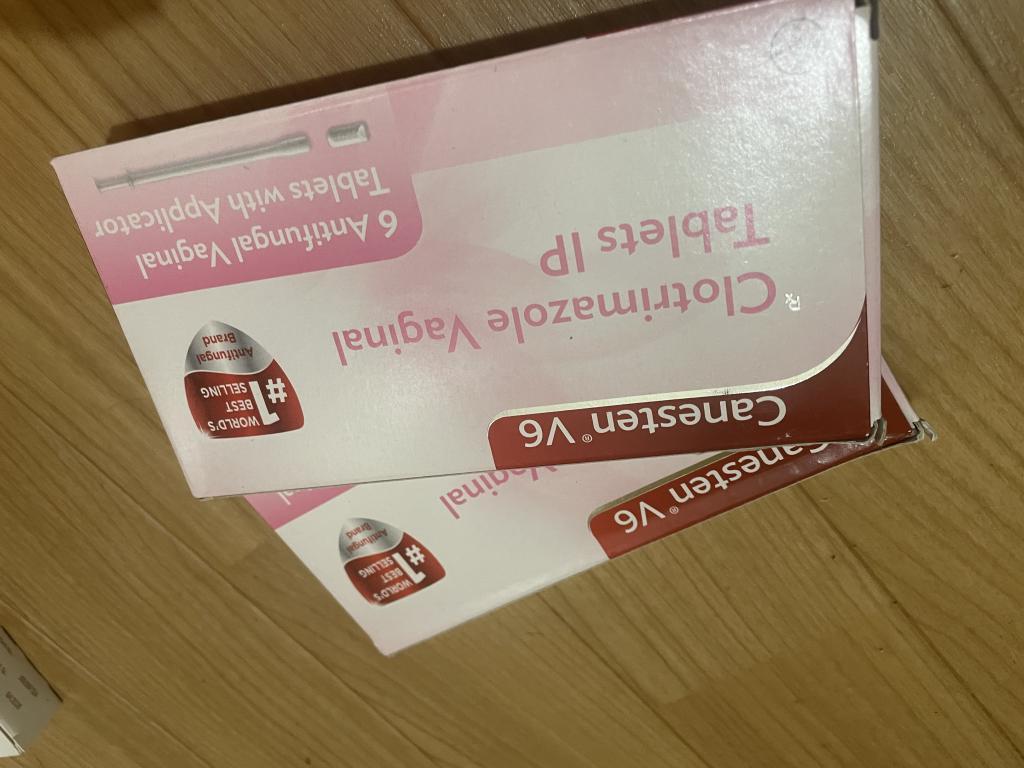 Canesten® V6
Rx
Clotrimazole Vaginal
Tablets IP
WORLD'S
BEST
SELLING
#1
Antifungal
Brand
6 Antifungal Vaginal
Tablets with Applicator
Canesten® V6
Vaginal
WORLD'S
BEST
SELLING
#1
Antifungal
Brand